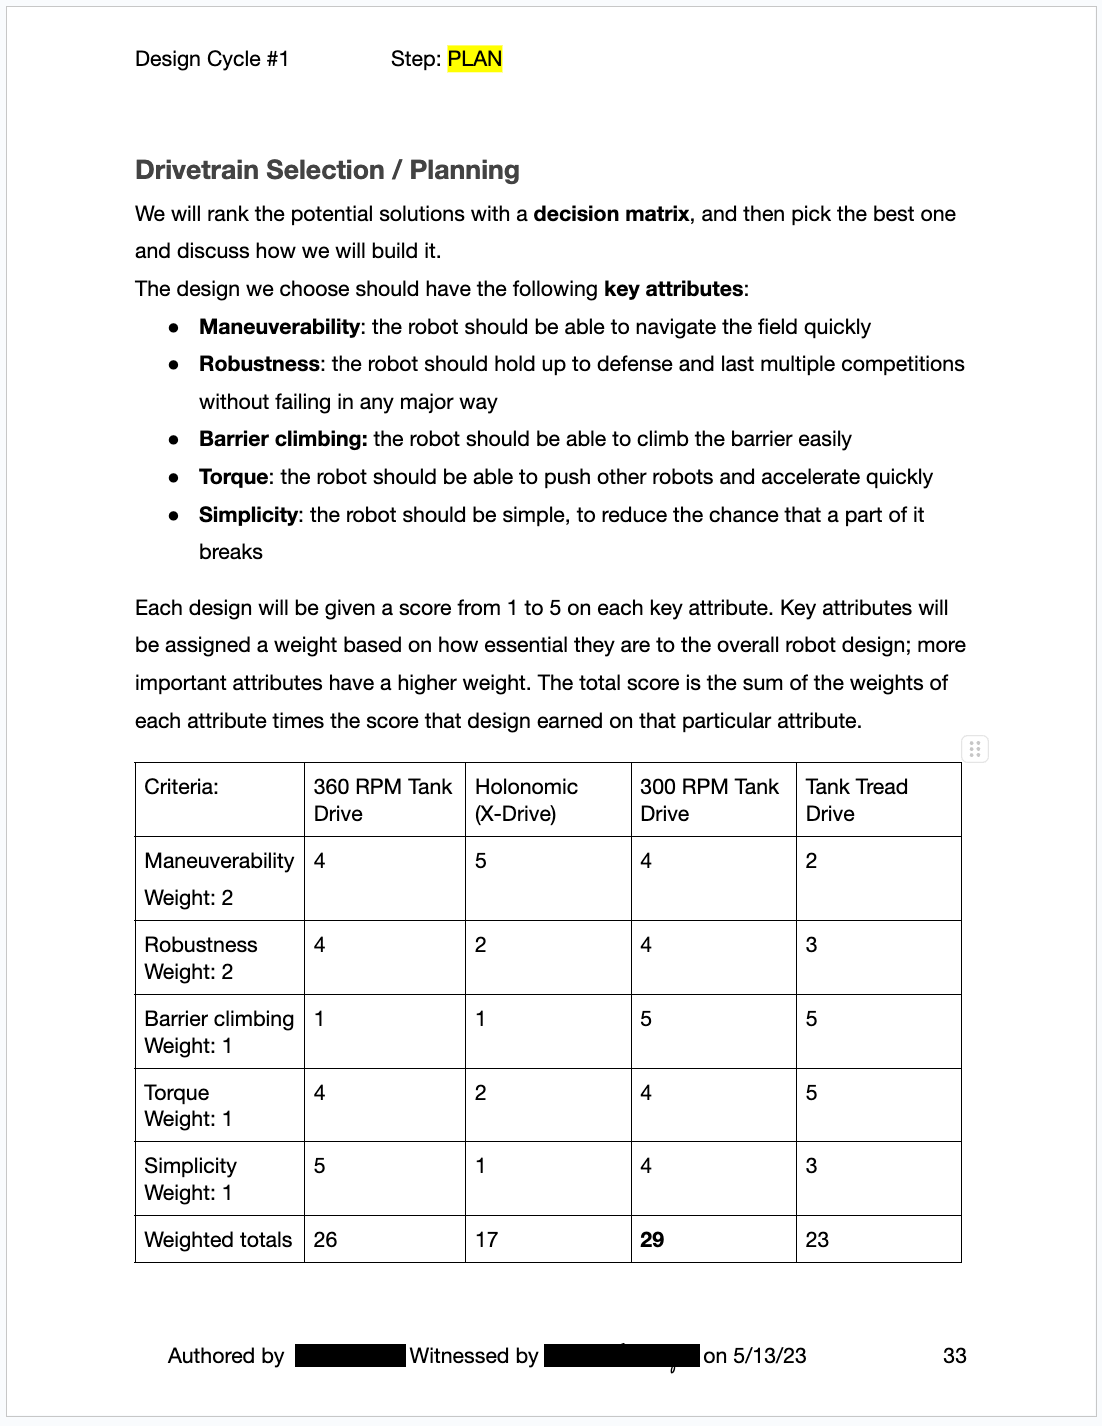 Design Cycle #1 Step: PLAN
Drivetrain Selection / Planning
We will rank the potential solutions with a decision matrix, and then pick the best one
and discuss how we will build it.
The design we choose should have the following key attributes:
● Maneuverability: the robot should be able to navigate the field quickly
● Robustness: the robot should hold up to defense and last multiple competitions
without failing in any major way
● Barrier climbing: the robot should be able to climb the barrier easily
● Torque: the robot should be able to push other robots and accelerate quickly
● Simplicity: the robot should be simple, to reduce the chance that a part of it
breaks
Each design will be given a score from 1 to 5 on each key attribute. Key attributes will
be assigned a weight based on how essential they are to the overall robot design; more
important attributes have a higher weight. The total score is the sum of the weights of
each attribute times the score that design earned on that particular attribute.
Criteria: 360 RPM Tank Holonomic 300 RPM Tank Tank Tread
Drive (X-Drive) Drive Drive
Maneuverability 4 5 4 2
Weight: 2
Robustness 4 2 4 3
Weight: 2
Barrier climbing 1 1 5 5
Weight: 1
Torque 4 2 4 5
Weight: 1
Simplicity 5 1 4 3
Weight: 1
Weighted totals 26 17 29 23
Authored by Witnessed by on 5/13/23 33